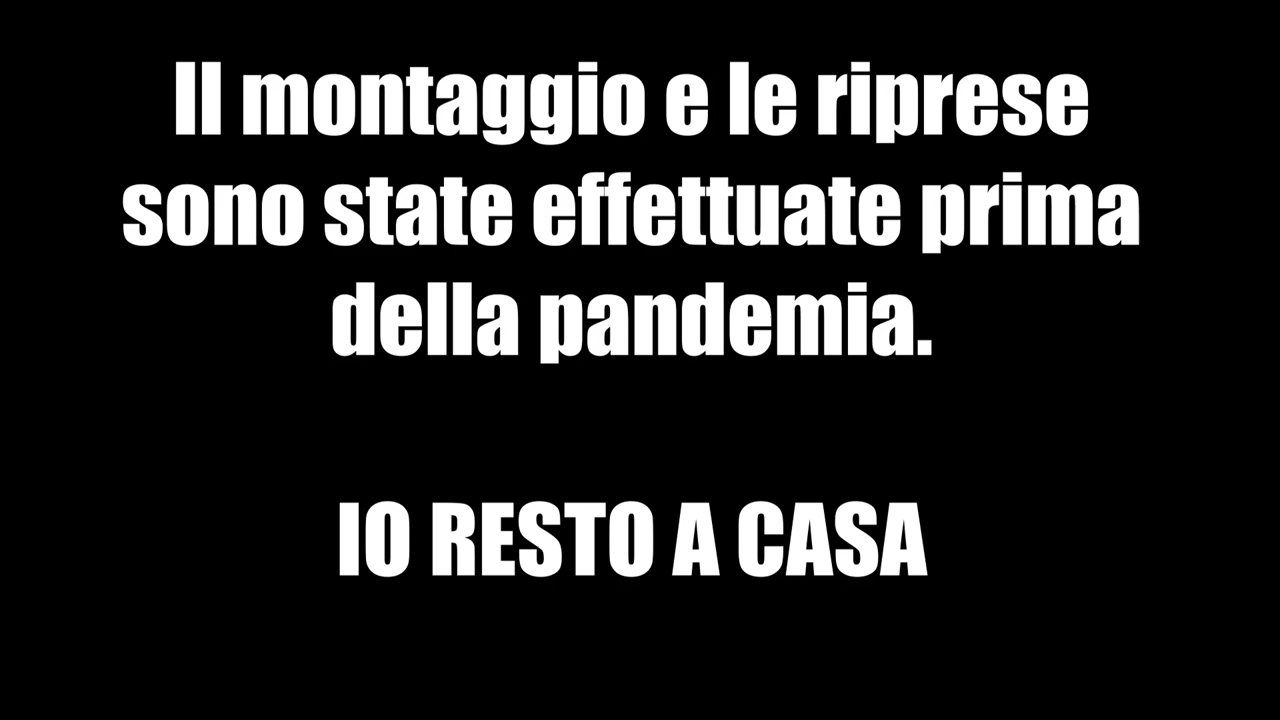 Il montaggio e le riprese
sono state effettuate prima
della pandemia.
IO RESTO A CASA